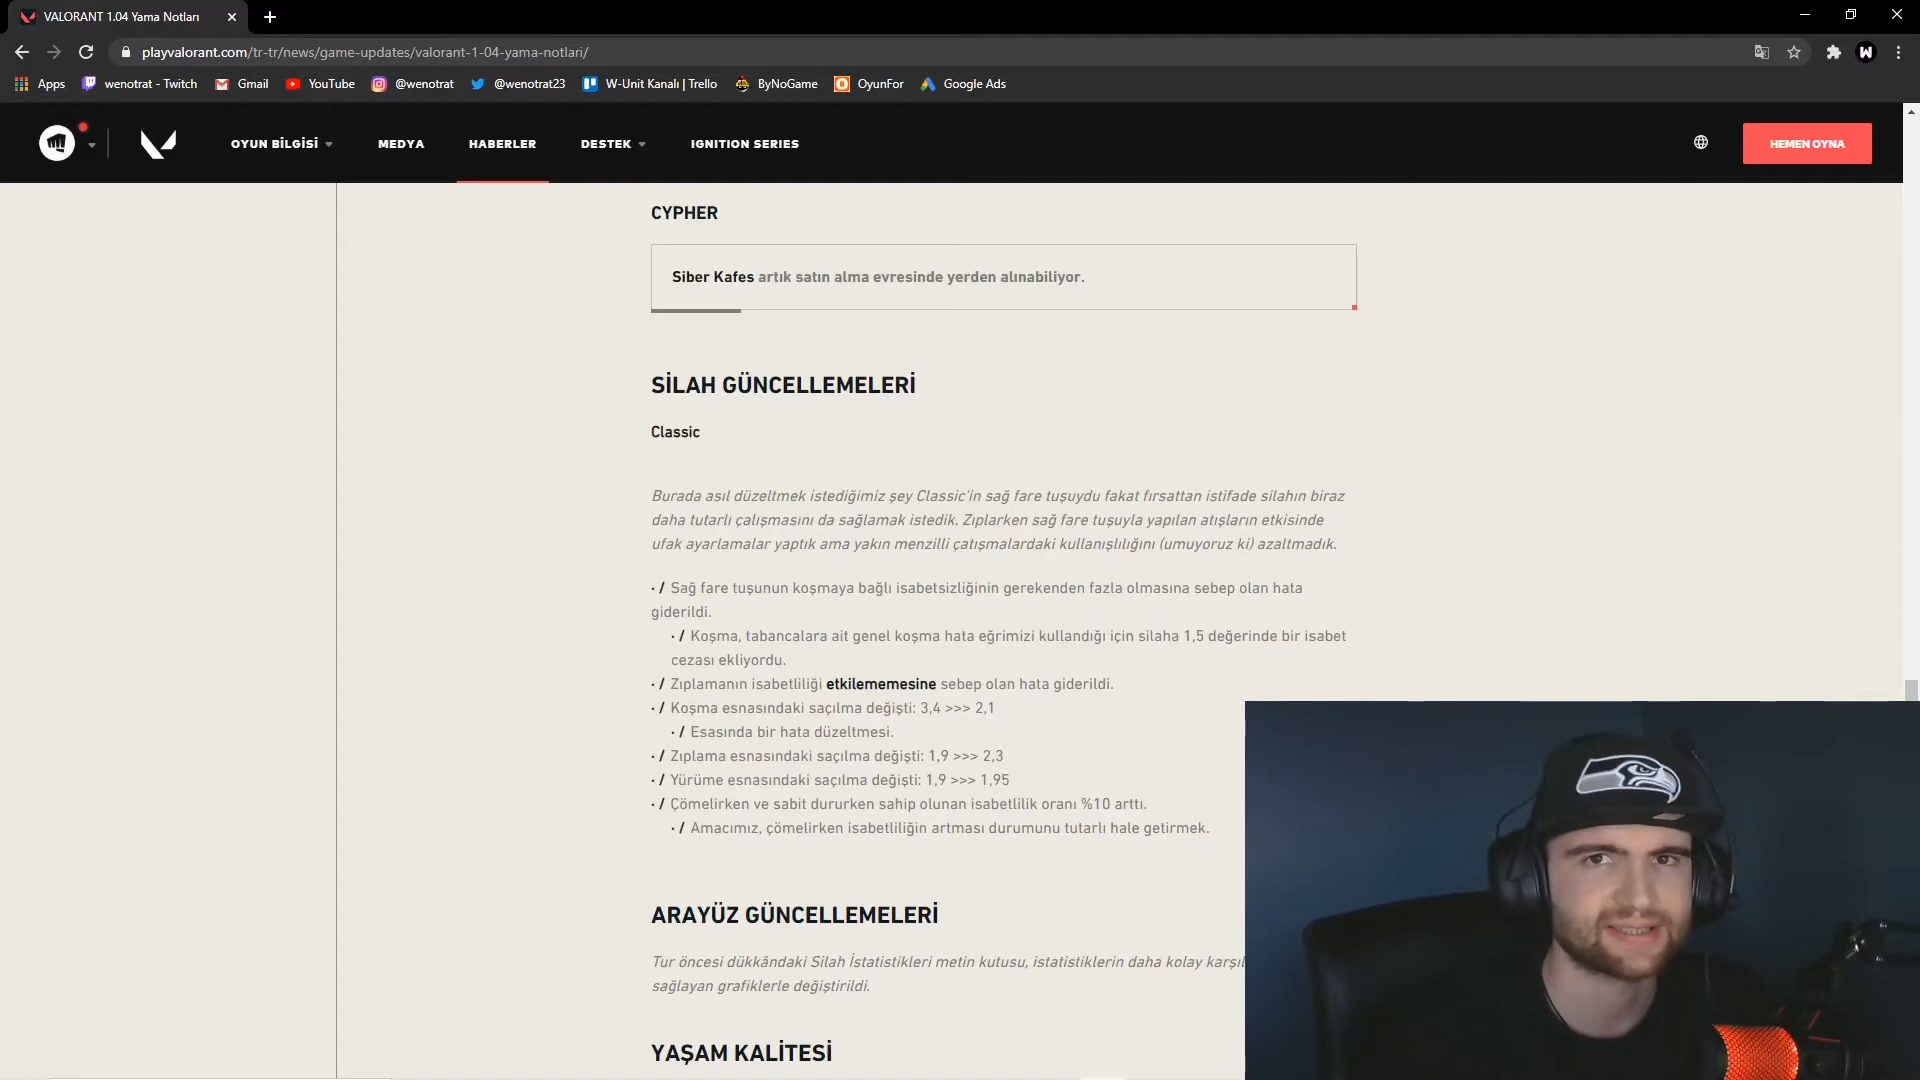 VALORANT 1.04 Yama Notları
playvalorant.com/tr-tr/news/game-updates/valorant-1-04-yama-notlari/
Apps wenotrat - Twitch Gmail YouTube @wenotrat @wenotrat23 W-Unit Kanalı | Trello ByNoGame OyunFor Google Ads
OYUN BİLGİSİ MEDYA HABERLER DESTEK IGNITION SERIES HEMEN OYNA
CYPHER
Siber Kafes artık satın alma evresinde yerden alınabiliyor.
SİLAH GÜNCELLEMELERİ
Classic
Burada asıl düzeltmek istediğimiz şey Classic'in sağ fare tuşuydu fakat fırsattan istifade silahın biraz
daha tutarlı çalışmasını da sağlamak istedik. Zıplarken sağ fare tuşuyla yapılan atışların etkisinde
ufak ayarlamalar yaptık ama yakın menzilli çatışmalardaki kullanışlılığını (umuyoruz ki) azaltmadık.
· / Sağ fare tuşunun koşmaya bağlı isabetsizliğinin gerekenden fazla olmasına sebep olan hata
giderildi.
· / Koşma, tabancalara ait genel koşma hata eğrimizi kullandığı için silaha 1,5 değerinde bir isabet
cezası ekliyordu.
· / Zıplamanın isabetliliği etkilememesine sebep olan hata giderildi.
· / Koşma esnasındaki saçılma değişti: 3,4 >>> 2,1
· / Esasında bir hata düzeltmesi.
· / Zıplama esnasındaki saçılma değişti: 1,9 >>> 2,3
· / Yürüme esnasındaki saçılma değişti: 1,9 >>> 1,95
· / Çömelirken ve sabit dururken sahip olunan isabetlilik oranı %10 arttı.
· / Amacımız, çömelirken isabetliliğin artması durumunu tutarlı hale getirmek.
ARAYÜZ GÜNCELLEMELERİ
Tur öncesi dükkândaki Silah İstatistikleri metin kutusu, istatistiklerin daha kolay karşıl
sağlayan grafiklerle değiştirildi.
YAŞAM KALİTESİ